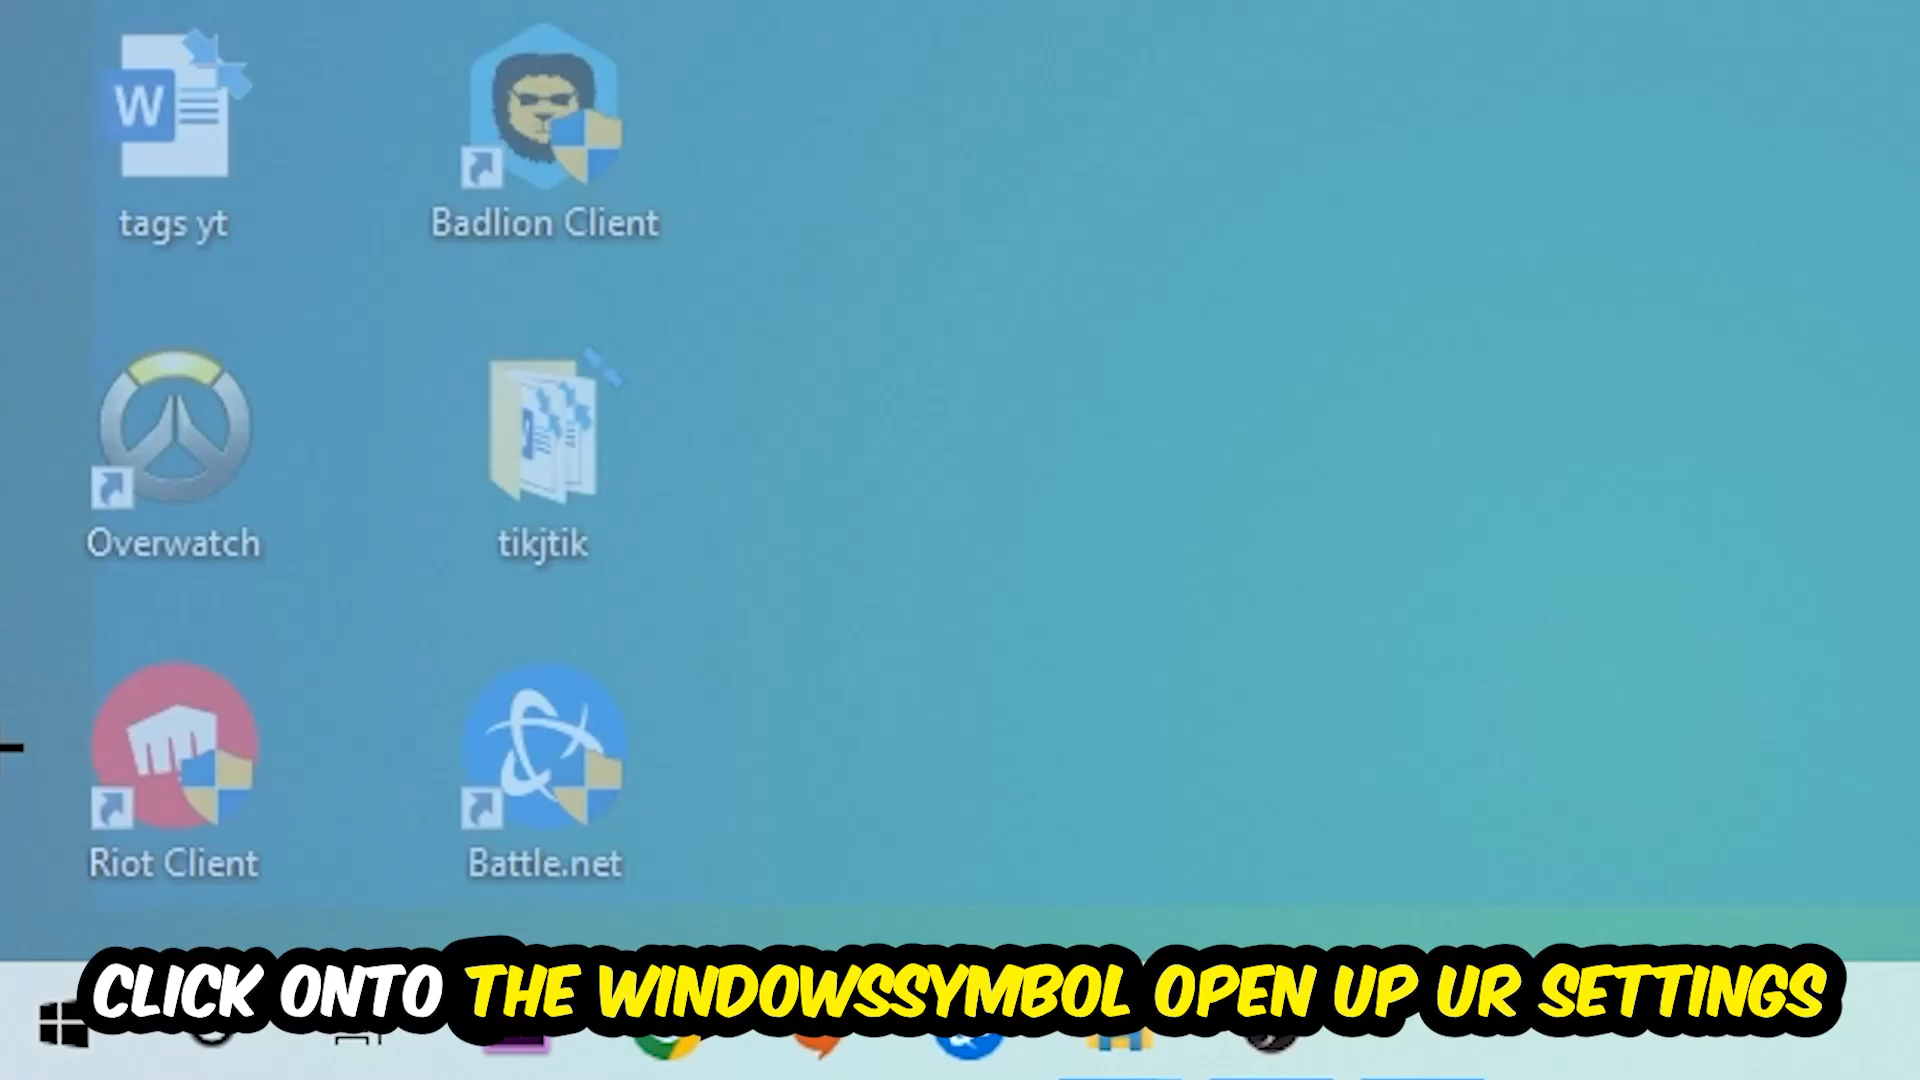 W
tags yt
Badlion Client
Overwatch
tikjtik
Riot Client
Battle.net
CLICK ONTO THE WINDOWSSYMBOL OPEN UP UR SETTINGS